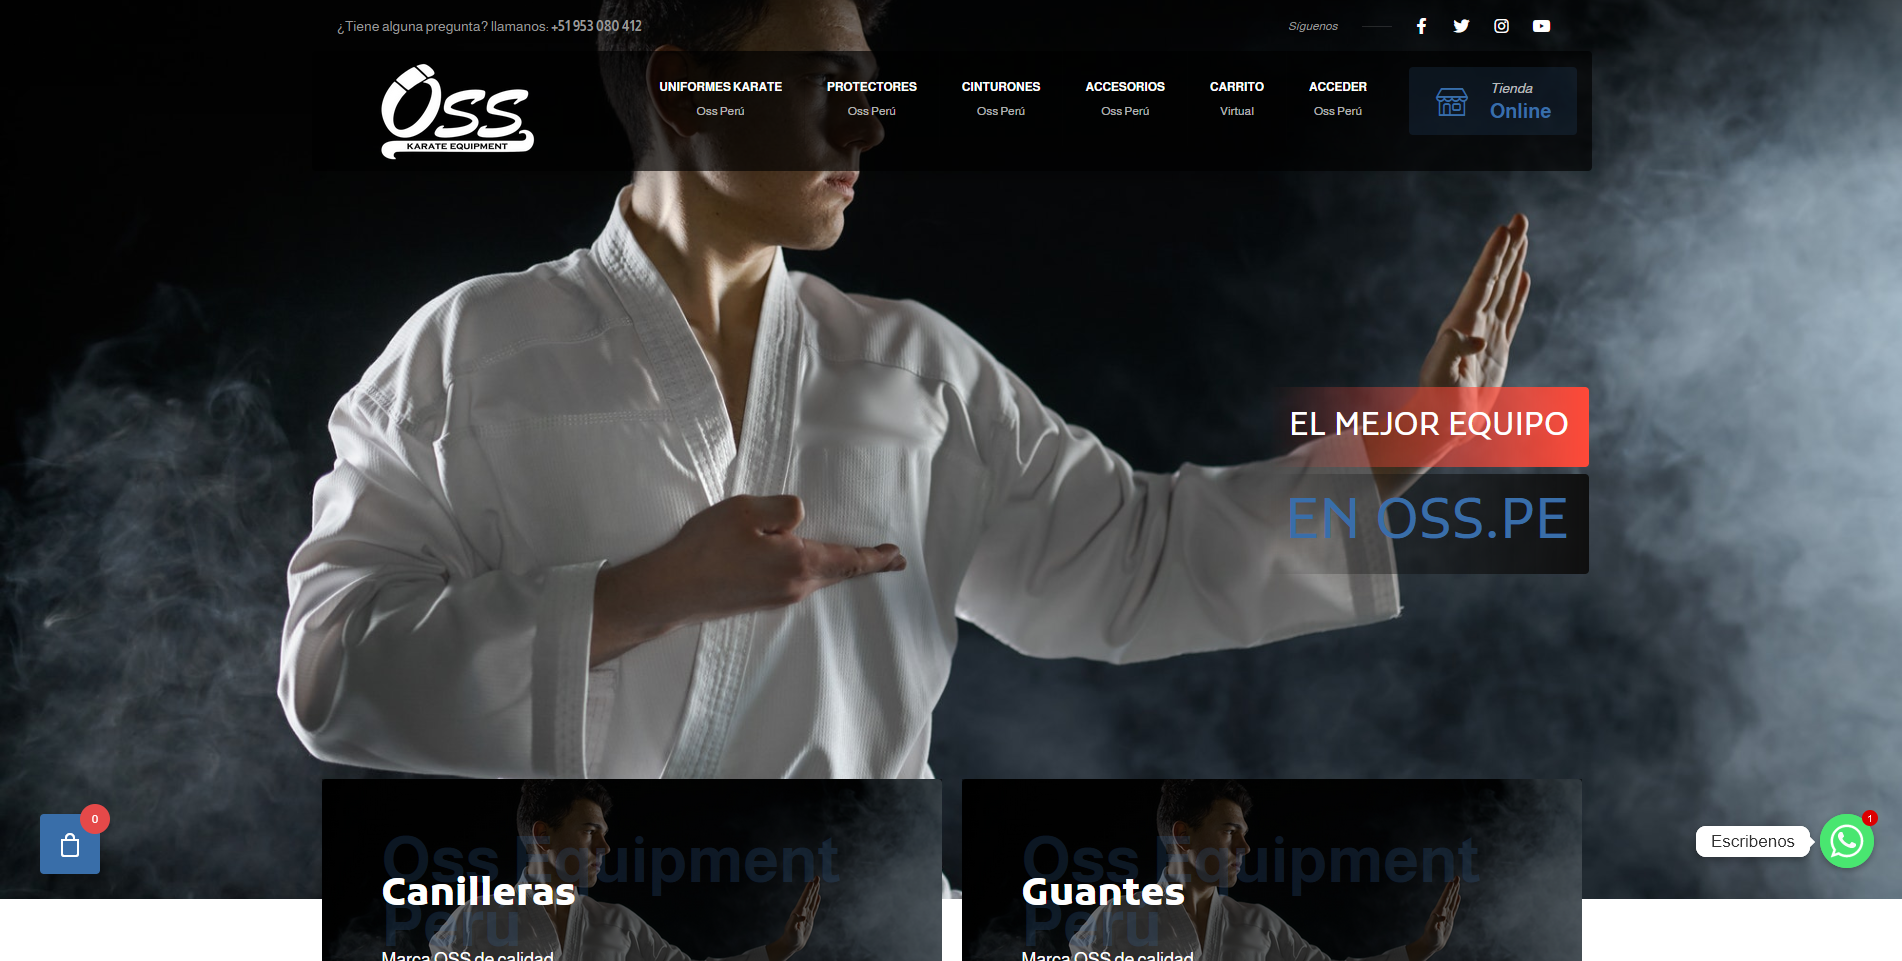 ¿Tiene alguna pregunta? llamanos: +51 953 080 412
Síguenos
Oss
KARATE EQUIPMENT
UNIFORMES KARATE
Oss Perú
PROTECTORES
Oss Perú
CINTURONES
Oss Perú
ACCESORIOS
Oss Perú
CARRITO
Virtual
ACCEDER
Oss Perú
Tienda
Online
EL MEJOR EQUIPO
EN OSS.PE
0
Oss Equipment
Perú
Canilleras
Marca OSS de calidad
Oss Equipment
Perú
Guantes
Marca OSS de calidad
Escribenos
1